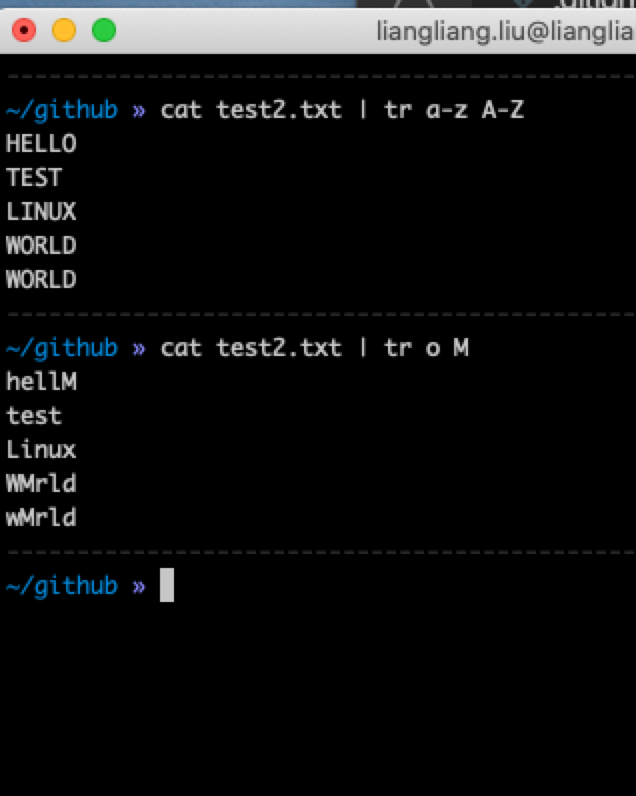 liangliang.liu@lianglia
~/github » cat test2.txt | tr a-z A-Z
HELLO
TEST
LINUX
WORLD
WORLD
~/github » cat test2.txt | tr o M
hellM
test
Linux
WMrld
wMrld
~/github »